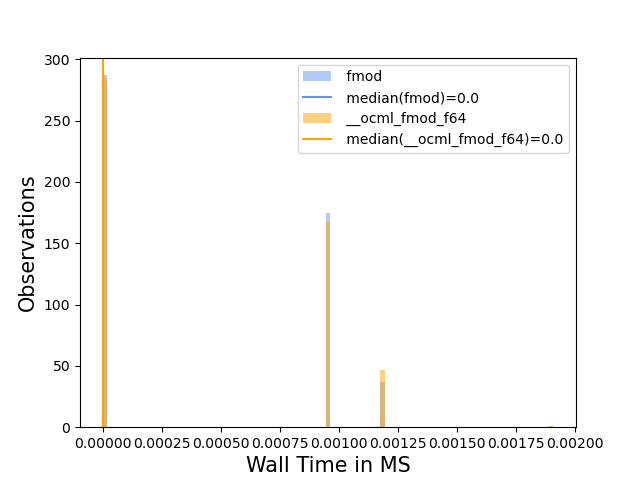 300
250
200
150
100
50
0
Observations
fmod
median(fmod)=0.0
__ocml_fmod_f64
median(__ocml_fmod_f64)=0.0
0.00000 0.00025 0.00050 0.00075 0.00100 0.00125 0.00150 0.00175 0.00200
Wall Time in MS